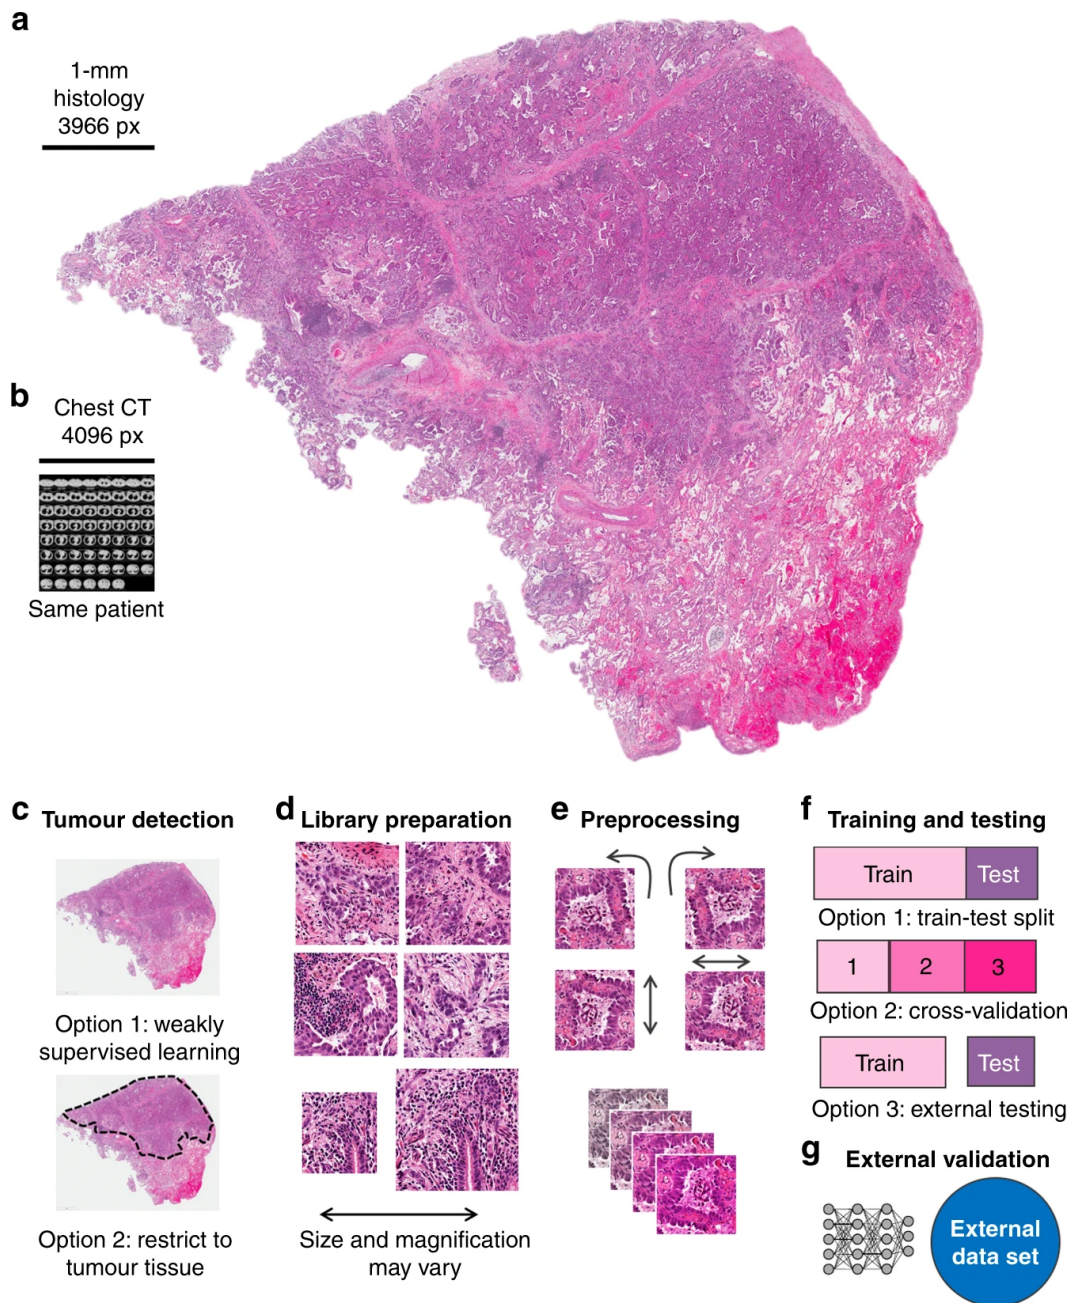 a
1-mm
histology
3966 px
b
Chest CT
4096 px
Same patient
c
Tumour detection
Option 1: weakly
supervised learning
Option 2: restrict to
tumour tissue
d
Library preparation
Size and magnification
may vary
e
Preprocessing
f
Training and testing
Train
Test
Option 1: train-test split
1
2
3
Option 2: cross-validation
Train
Test
Option 3: external testing
g
External validation
External
data set